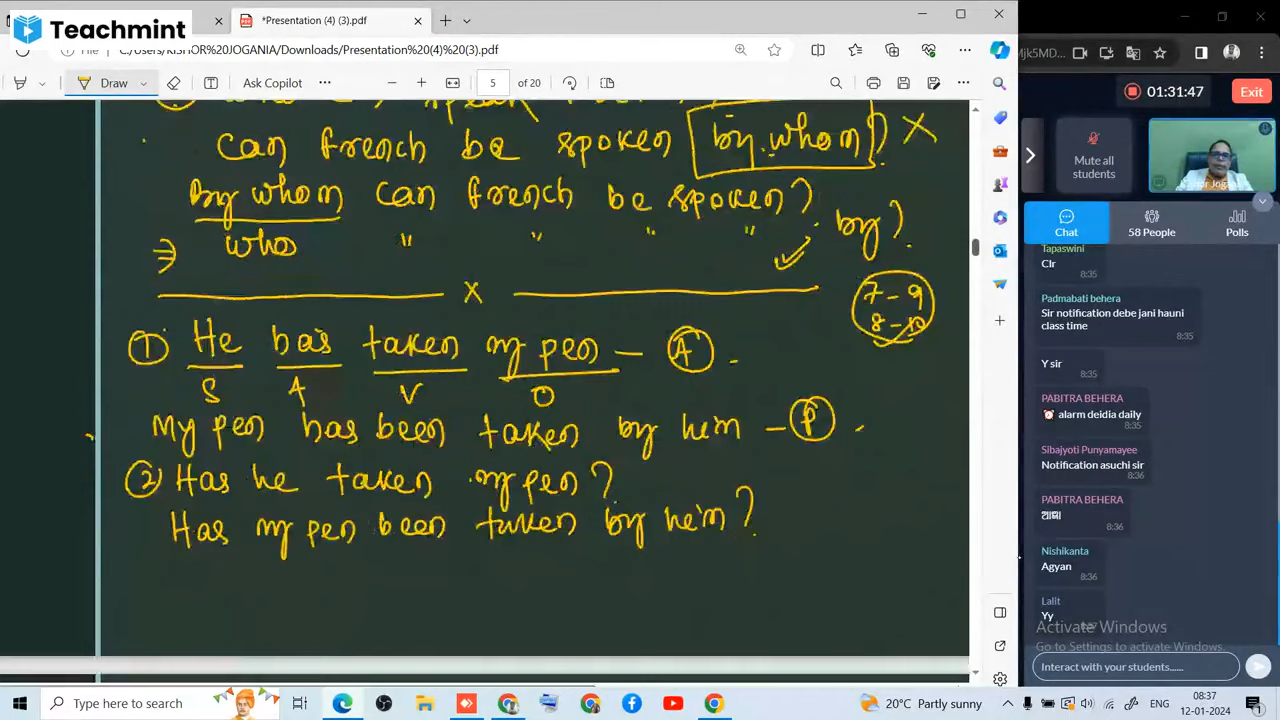 Teachmint
*Presentation (4) (3).pdf
File C:/Users/KISHOR%20JOGANIA/Downloads/Presentation%20(4)%20(3).pdf
Draw
Ask Copilot
5 of 20
01:31:47
Exit
can french be spoken by whom? X
by whom can french be spoken?
⇒ who " " " " by?
X
7 - 9
8 - 10
① He has taken my pen — Ⓐ.
S A V O
My pen has been taken by him — Ⓟ.
② Has he taken my pen?
Has my pen been taken by him?
Mute all students
Chat
58 People
Polls
Tapaswini
Clr
8:35
Padmabati behera
Sir notification debe jani hauni class time
8:35
Y sir
8:35
PABITRA BEHERA
⏰ alarm deidia daily
8:35
Sibajyoti Punyamayee
Notification asuchi sir
8:35
PABITRA BEHERA
8:36
Nishikanta
Agyan
8:36
Lalit
Yy
Activate Windows
Go to Settings to activate Windows.
Interact with your students......
Type here to search
20°C Partly sunny
08:37
12-01-2024